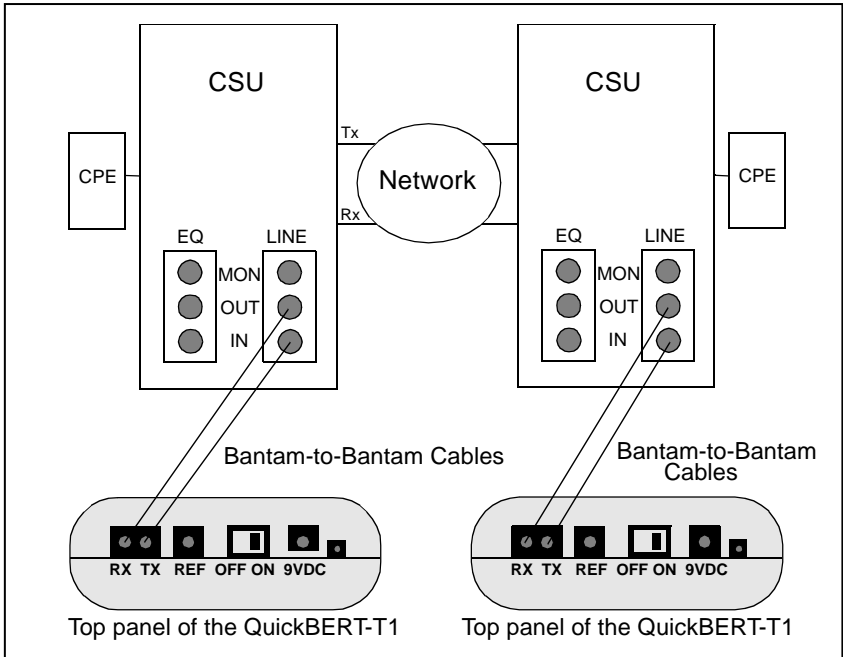 CSU
CSU
Tx
CPE
Network
CPE
Rx
EQ LINE
EQ LINE
MON
MON
OUT
OUT
IN
IN
Bantam-to-Bantam Cables
Bantam-to-Bantam
Cables
RX TX REF OFF ON 9VDC
RX TX REF OFF ON 9VDC
Top panel of the QuickBERT-T1
Top panel of the QuickBERT-T1